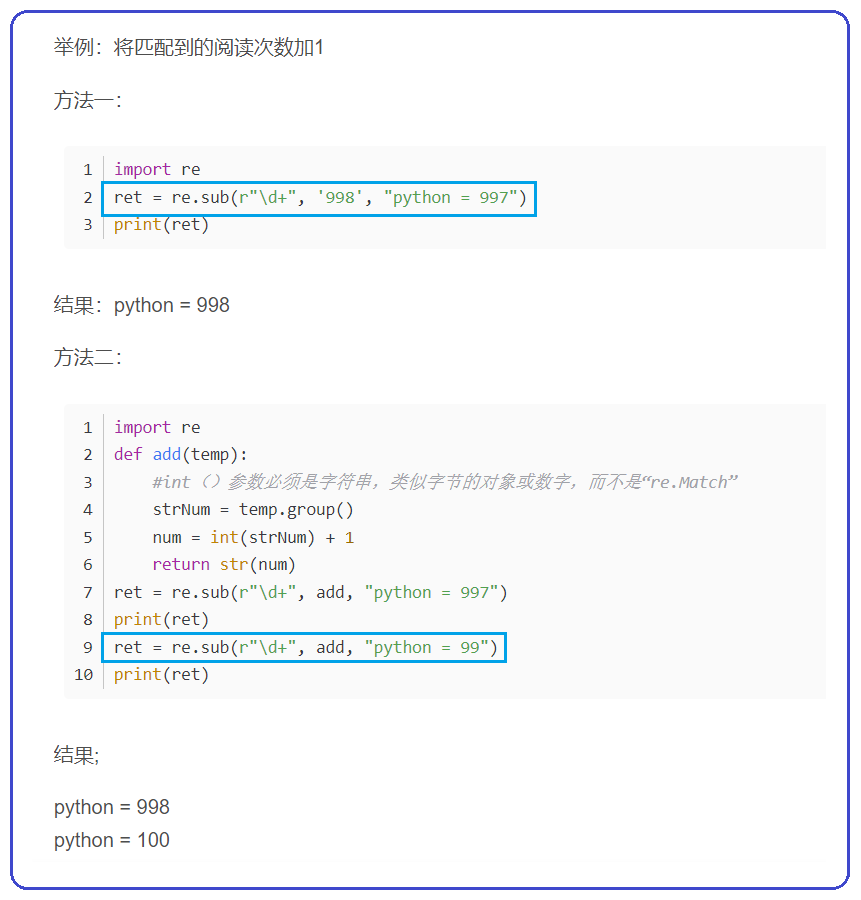 举例：将匹配到的阅读次数加1
方法一：
1 import re
2 ret = re.sub(r"\d+", '998', "python = 997")
3 print(ret)
结果：python = 998
方法二：
1 import re
2 def add(temp):
3     #int（）参数必须是字符串，类似字节的对象或数字，而不是“re.Match”
4     strNum = temp.group()
5     num = int(strNum) + 1
6     return str(num)
7 ret = re.sub(r"\d+", add, "python = 997")
8 print(ret)
9 ret = re.sub(r"\d+", add, "python = 99")
10 print(ret)
结果;
python = 998
python = 100